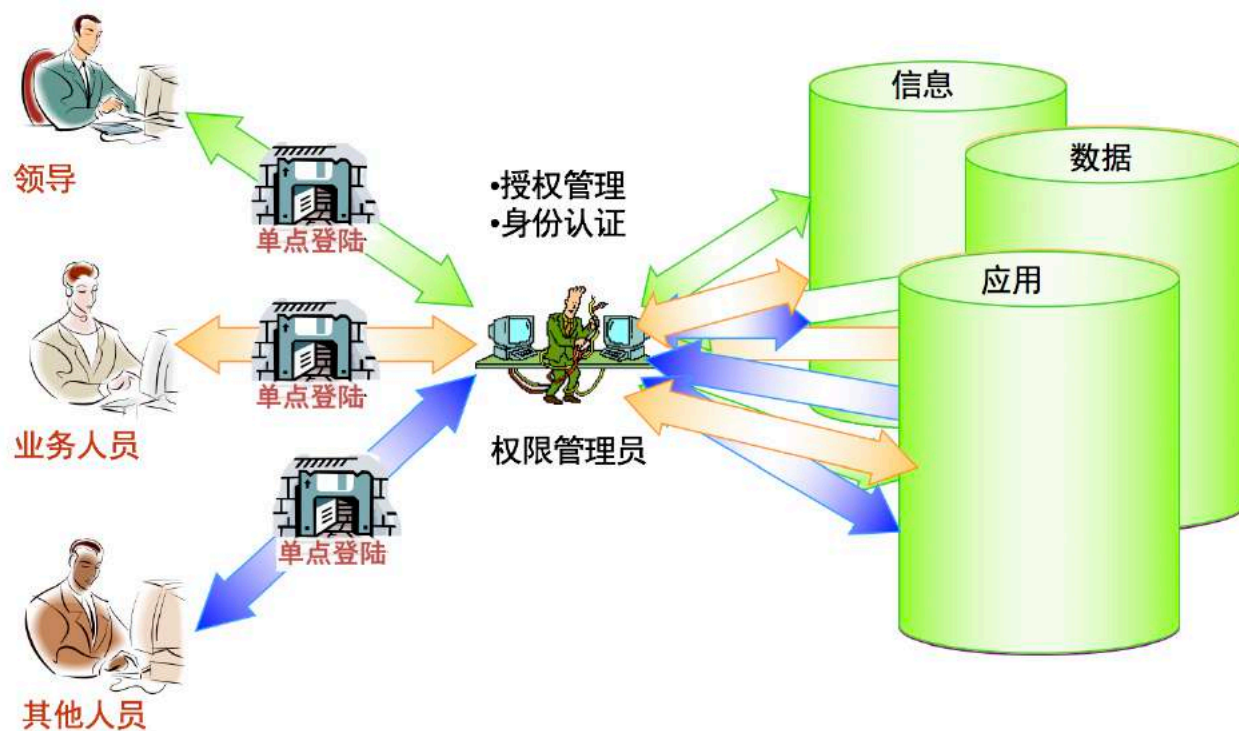 领导
单点登陆
•授权管理
•身份认证
信息
数据
应用
业务人员
单点登陆
权限管理员
单点登陆
其他人员